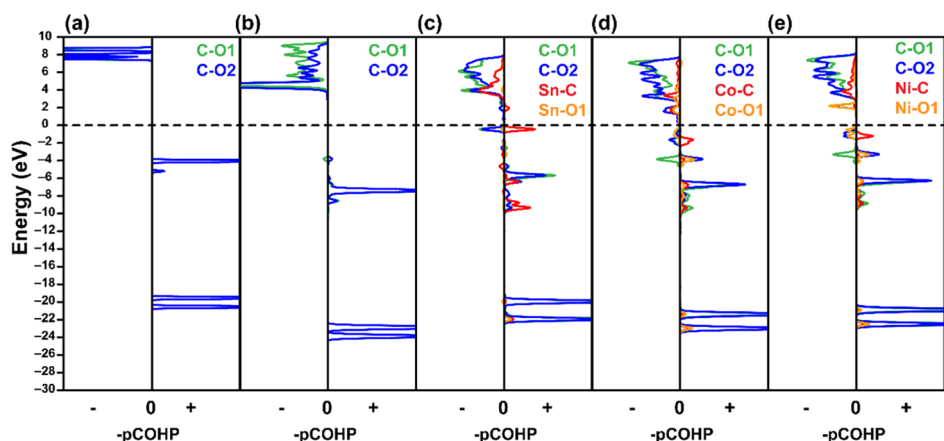 (a) (b) (c) (d) (e)
C-O1 C-O1 C-O1 C-O1 C-O1
C-O2 C-O2 C-O2 C-O2 C-O2
Sn-C Co-C Ni-C
Sn-O1 Co-O1 Ni-O1
Energy (eV)
10
8
6
4
2
0
−2
−4
−6
−8
−10
−12
−14
−16
−18
−20
−22
−24
−26
−28
−30
- 0 + - 0 + - 0 + - 0 + - 0 +
-pCOHP -pCOHP -pCOHP -pCOHP -pCOHP